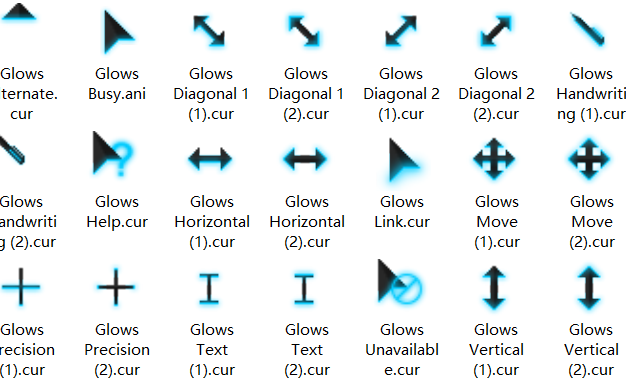 Glows
ternate.
cur
Glows
Busy.ani
Glows
Diagonal 1
(1).cur
Glows
Diagonal 1
(2).cur
Glows
Diagonal 2
(1).cur
Glows
Diagonal 2
(2).cur
Glows
Handwriti
ng (1).cur
Glows
andwriti
g (2).cur
Glows
Help.cur
Glows
Horizontal
(1).cur
Glows
Horizontal
(2).cur
Glows
Link.cur
Glows
Move
(1).cur
Glows
Move
(2).cur
Glows
recision
(1).cur
Glows
Precision
(2).cur
Glows
Text
(1).cur
Glows
Text
(2).cur
Glows
Unavailabl
e.cur
Glows
Vertical
(1).cur
Glows
Vertical
(2).cur